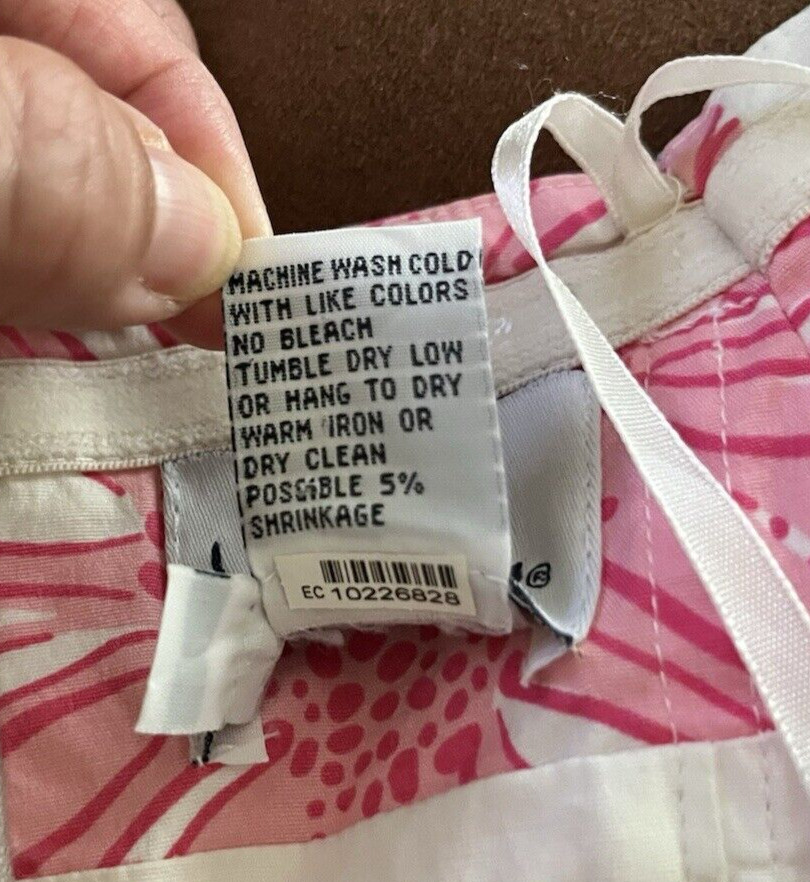 MACHINE WASH COLD
WITH LIKE COLORS
NO BLEACH
TUMBLE DRY LOW
OR HANG TO DRY
WARM IRON OR
DRY CLEAN
POSSIBLE 5%
SHRINKAGE
EC 10226828
®